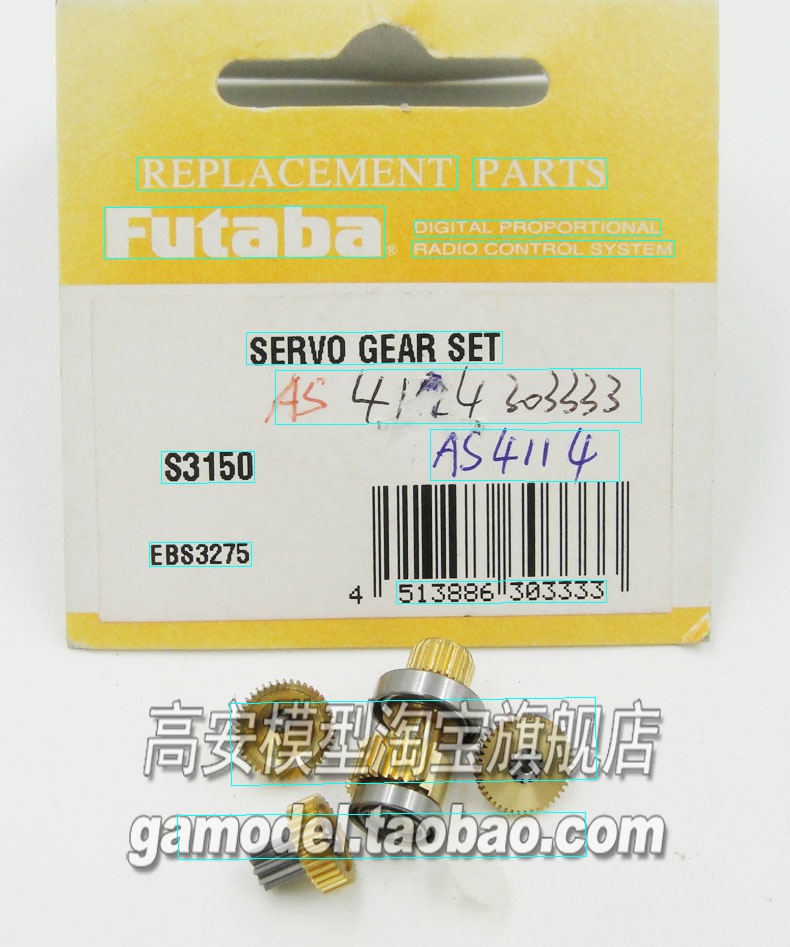 REPLACEMENT PARTS
Futaba® DIGITAL PROPORTIONAL
RADIO CONTROL SYSTEM
SERVO GEAR SET
AS 4114 303333
AS4114
S3150
EBS3275
4 513886 303333
高安模型淘宝旗舰店
gamodel.taobao.com